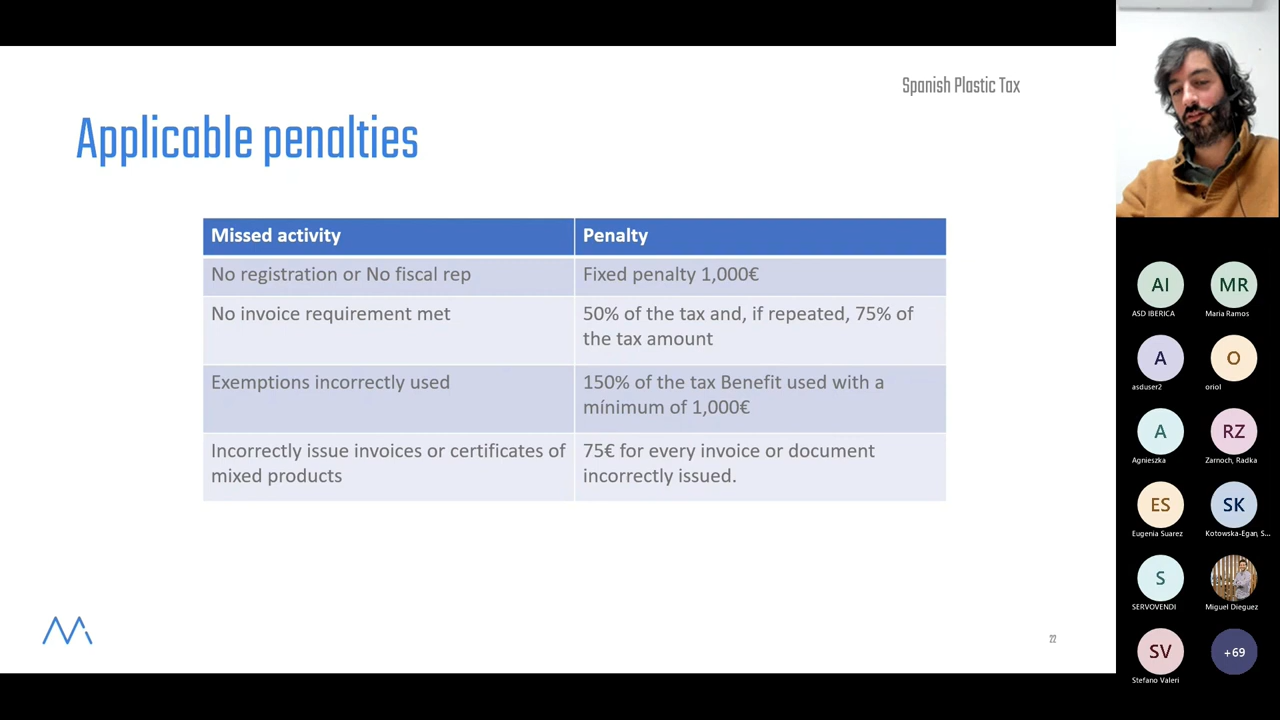 Spanish Plastic Tax
Applicable penalties
Missed activity
Penalty
No registration or No fiscal rep
Fixed penalty 1,000€
No invoice requirement met
50% of the tax and, if repeated, 75% of
the tax amount
Exemptions incorrectly used
150% of the tax Benefit used with a
mínimum of 1,000€
Incorrectly issue invoices or certificates of
mixed products
75€ for every invoice or document
incorrectly issued.
22
AI
MR
ASD IBERICA
Maria Ramos
A
O
asduser2
oriol
A
RZ
Agnieszka
Zarnoch, Radka
ES
SK
Eugenia Suarez
Kotowska-Egan, S...
S
SERVOVENDI
Miguel Dieguez
SV
+69
Stefano Valeri